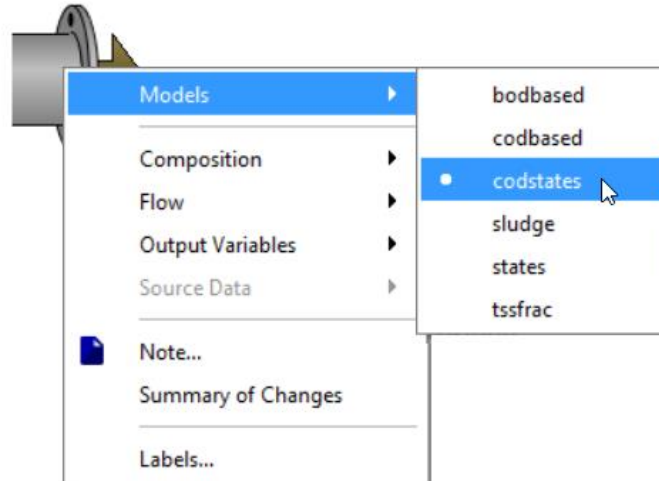 Models
Composition
Flow
Output Variables
Source Data
Note...
Summary of Changes
Labels...
bodbased
codbased
codstates
sludge
states
tssfrac